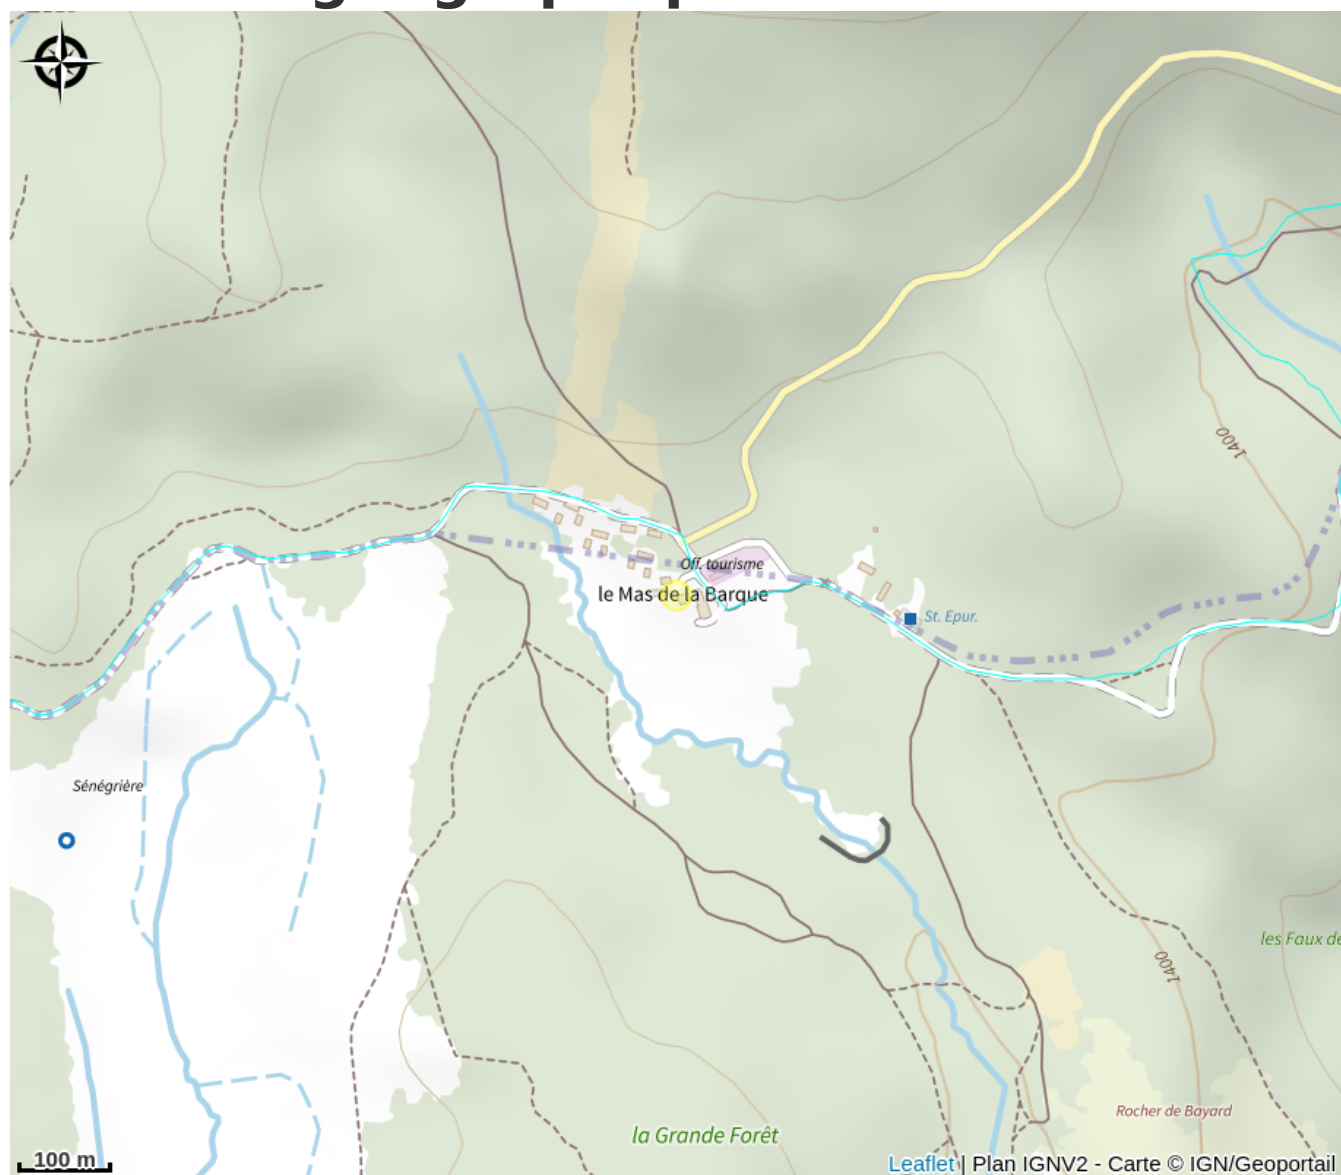 1400
Off. tourisme
le Mas de la Barque
St. Epur.
Sénégrière
les Faux de
1400
Rocher de Bayard
la Grande Forêt
100 m
Leaflet | Plan IGNV2 - Carte © IGN/Geoportail